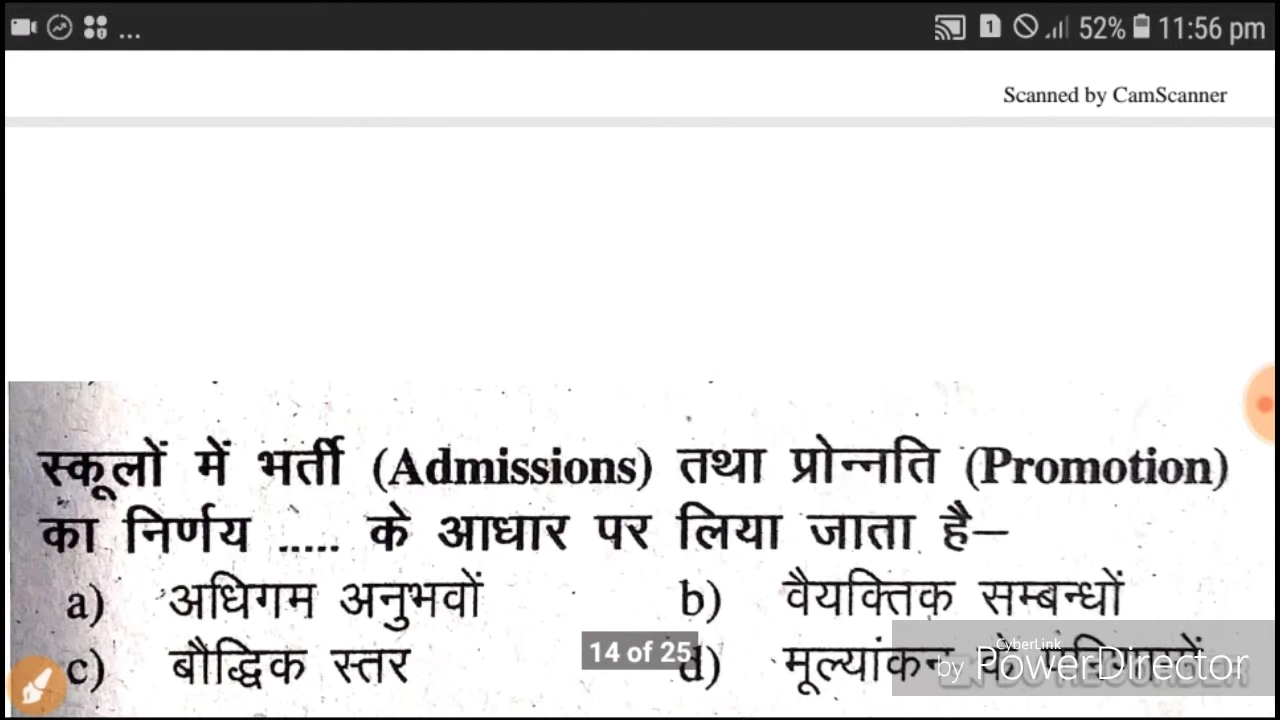 ... 52% 11:56 pm
Scanned by CamScanner
स्कूलों में भर्ती (Admissions) तथा प्रोन्नति (Promotion)
का निर्णय ..... के आधार पर लिया जाता है–
a) अधिगम अनुभवों b) वैयक्तिक सम्बन्धों
c) बौद्धिक स्तर d) मूल्यांकन
14 of 25
CyberLink
by PowerDirector